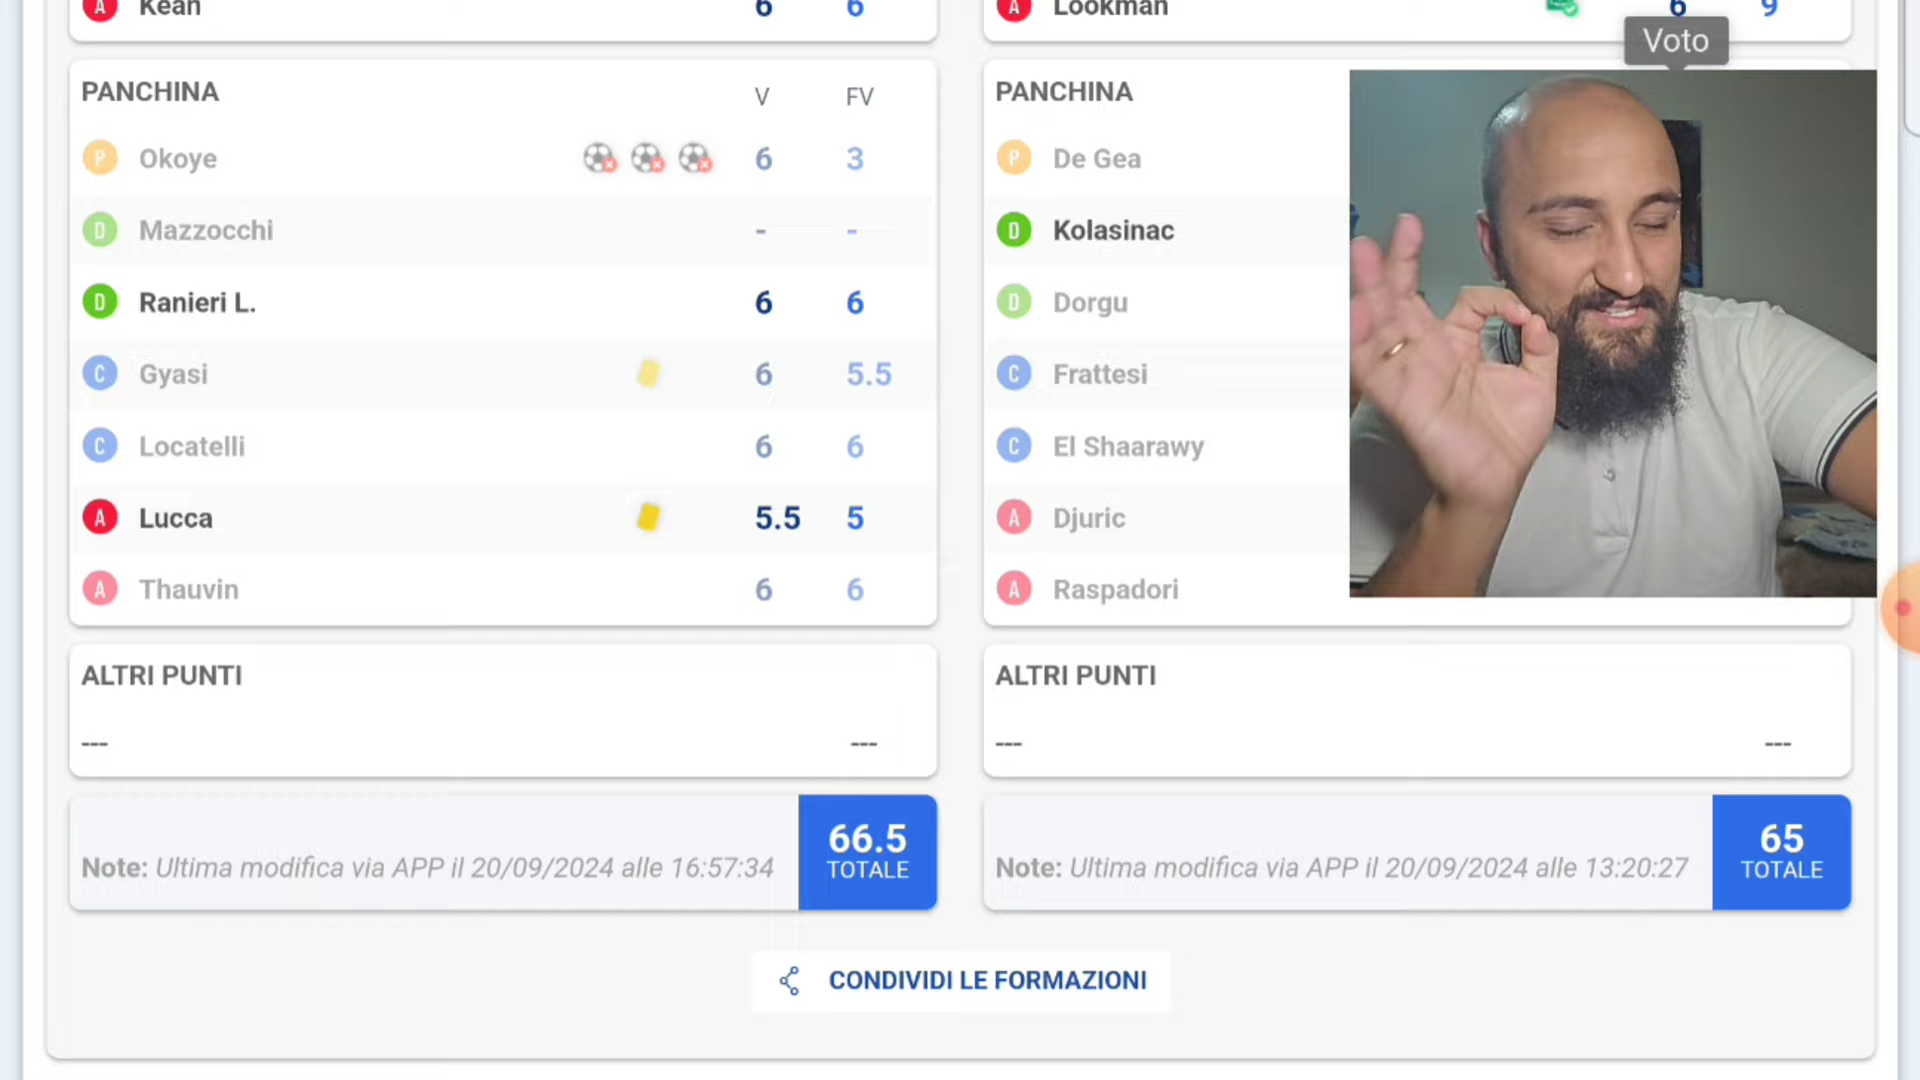 A Kean 6 6
A Lookman 6 9
Voto
PANCHINA V FV
P Okoye 6 3
D Mazzocchi - -
D Ranieri L. 6 6
C Gyasi 6 5.5
C Locatelli 6 6
A Lucca 5.5 5
A Thauvin 6 6
PANCHINA
P De Gea
D Kolasinac
D Dorgu
C Frattesi
C El Shaarawy
A Djuric
A Raspadori
ALTRI PUNTI
--- ---
ALTRI PUNTI
--- ---
Note: Ultima modifica via APP il 20/09/2024 alle 16:57:34
66.5
TOTALE
Note: Ultima modifica via APP il 20/09/2024 alle 13:20:27
65
TOTALE
CONDIVIDI LE FORMAZIONI